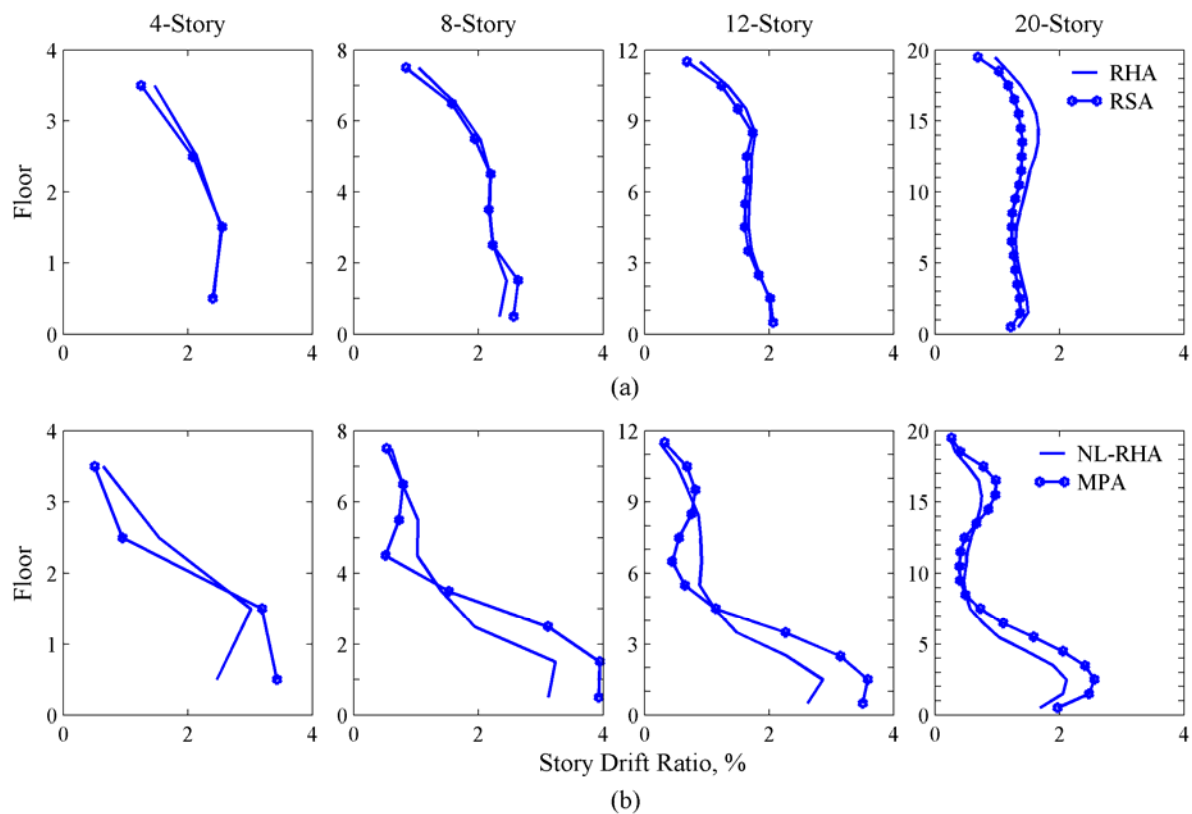 4-Story 8-Story 12-Story 20-Story
4 8 12 20
3 6 9 15
2 4 6 10
1 2 3 5
0 0 0 0
Floor
RHA
RSA
0 2 4 0 2 4 0 2 4 0 1 2 3 4
(a)
4 8 12 20
3 6 9 15
2 4 6 10
1 2 3 5
0 0 0 0
Floor
NL-RHA
MPA
0 2 4 0 2 4 0 2 4 0 1 2 3 4
Story Drift Ratio, %
(b)